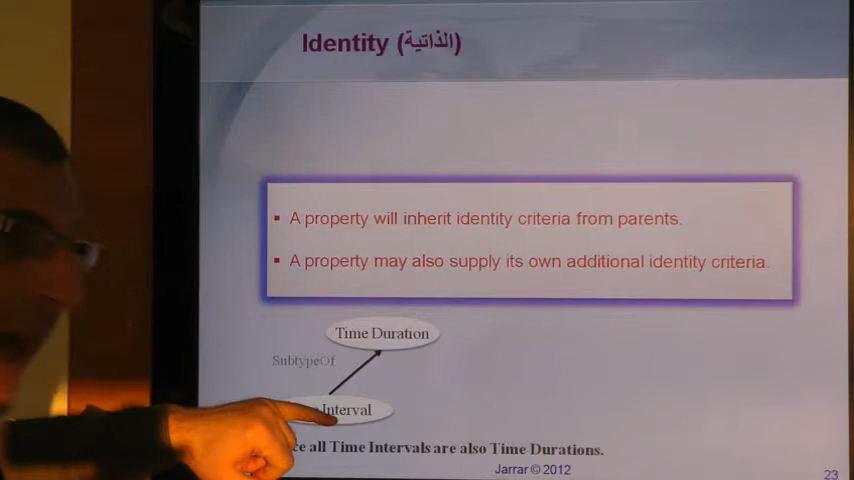 Identity (الذاتية)
▪ A property will inherit identity criteria from parents.
▪ A property may also supply its own additional identity criteria.
Time Duration
SubtypeOf
Interval
all Time Intervals are also Time Durations.
Jarrar © 2012
23